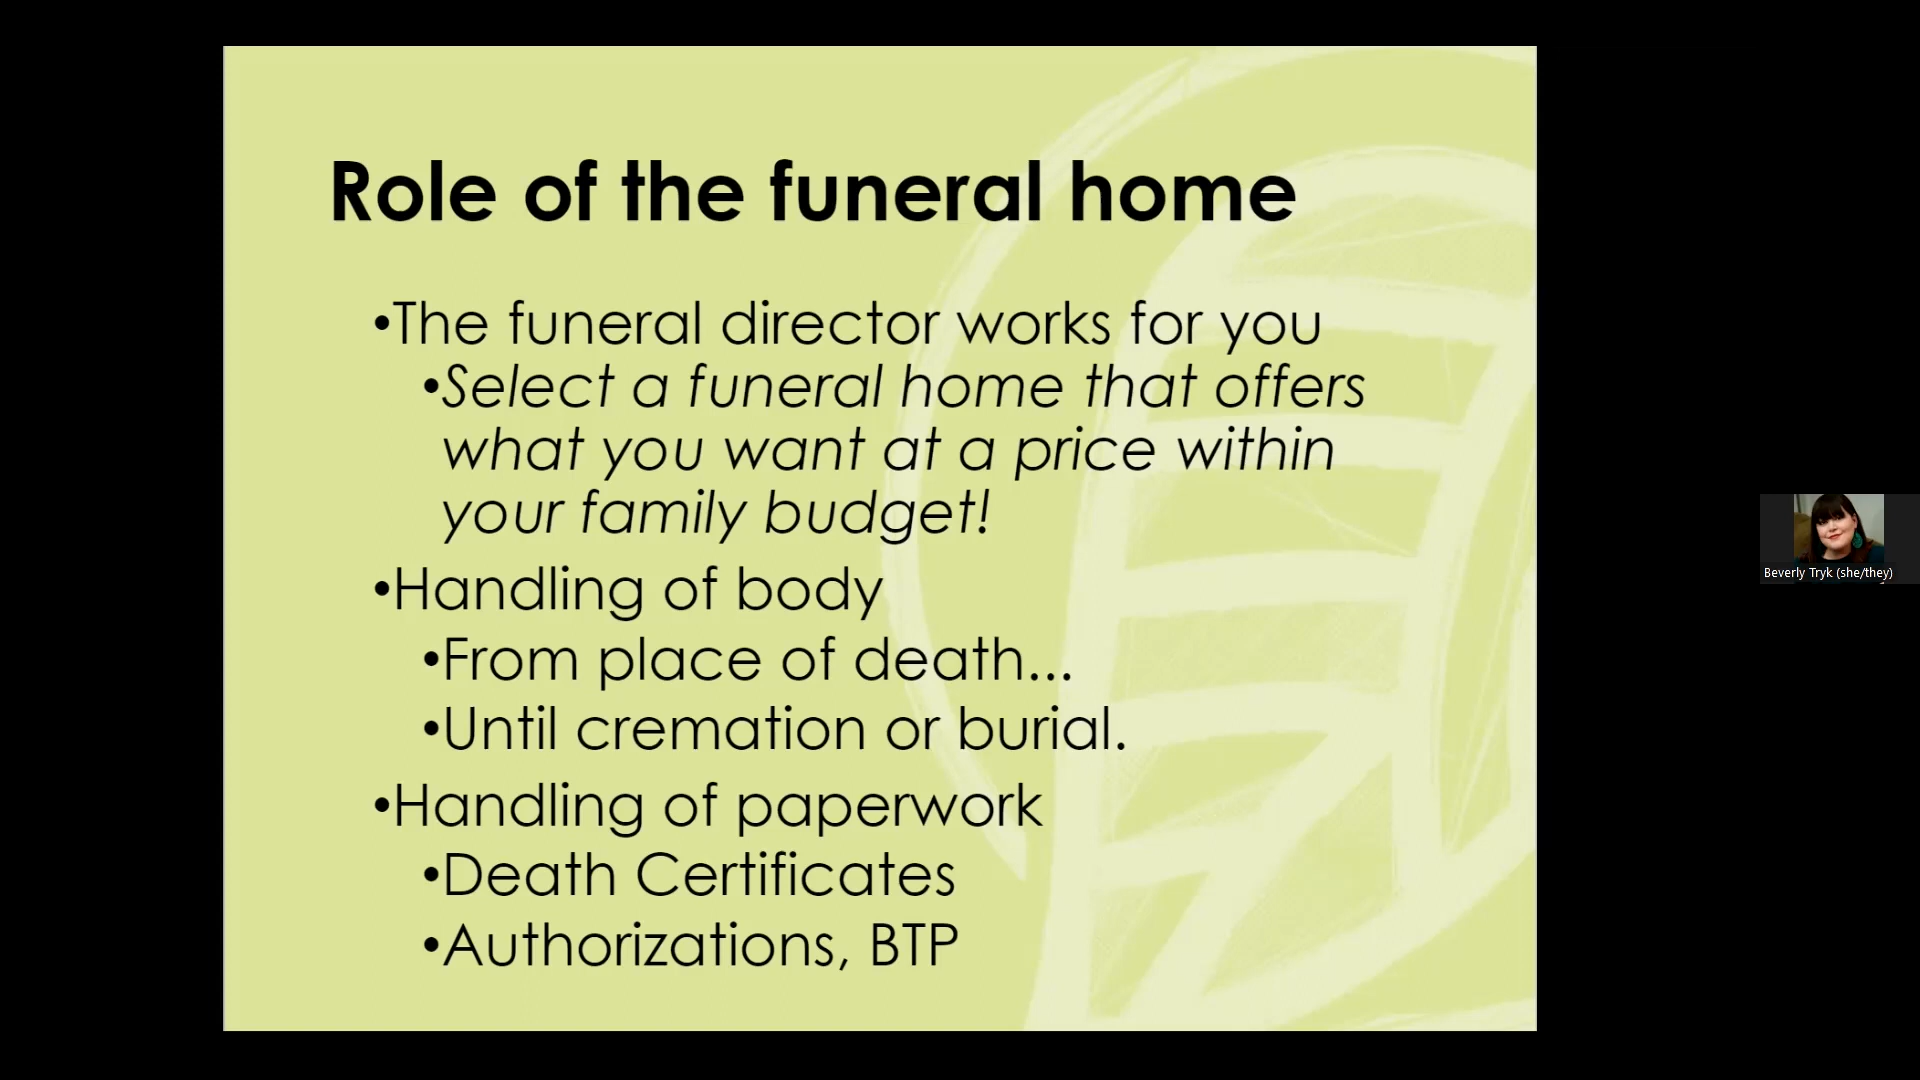 Role of the funeral home
•The funeral director works for you
•Select a funeral home that offers
what you want at a price within
your family budget!
•Handling of body
•From place of death...
•Until cremation or burial.
•Handling of paperwork
•Death Certificates
•Authorizations, BTP
Beverly Tryk (she/they)